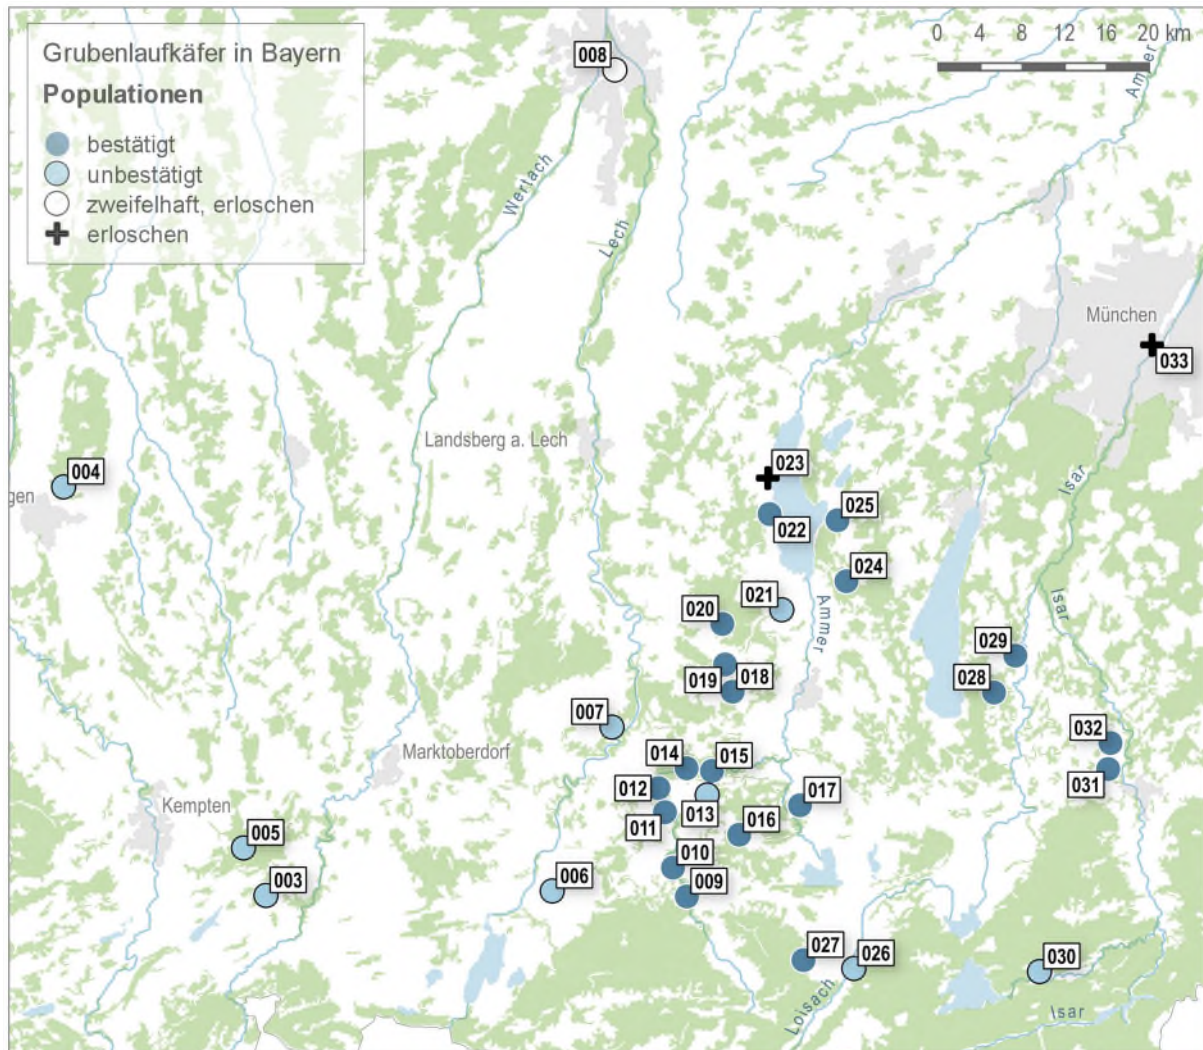 Grubenlaufkäfer in Bayern
Populationen
bestätigt
unbestätigt
zweifelhaft, erloschen
erloschen
0 4 8 12 16 20 km
008
Ammer
Wertach
Lech
München
033
Landsberg a. Lech
004
gen
023
022
025
Isar
024
021
020
Ammer
Isar
029
019
018
028
007
032
014
015
031
Marktoberdorf
012
013
017
Kempten
011
016
005
010
003
006
009
027
026
030
Loisach
Isar